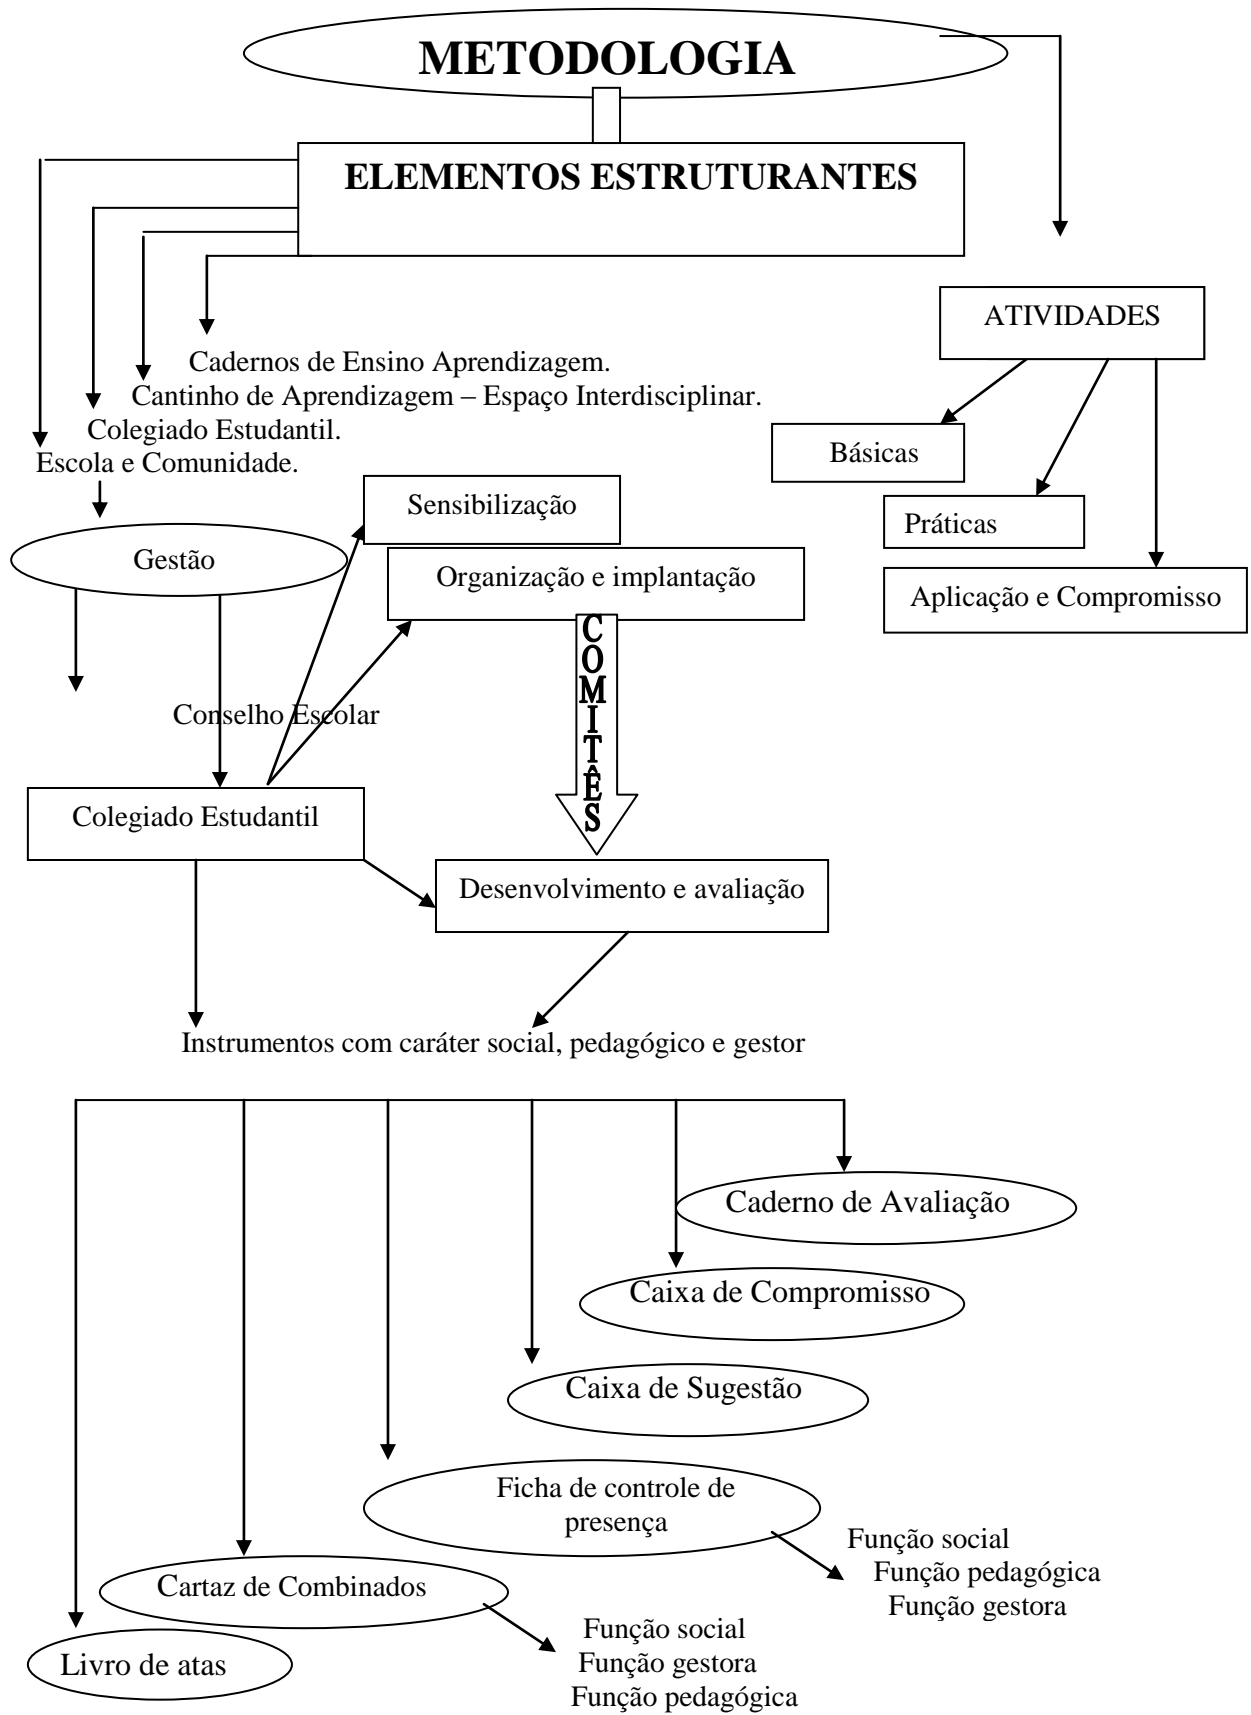 METODOLOGIA
ELEMENTOS ESTRUTURANTES
ATIVIDADES
Cadernos de Ensino Aprendizagem.
Cantinho de Aprendizagem – Espaço Interdisciplinar.
Colegiado Estudantil.
Escola e Comunidade.
Básicas
Práticas
Aplicação e Compromisso
Sensibilização
Gestão
Organização e implantação
COMITÊS
Conselho Escolar
Colegiado Estudantil
Desenvolvimento e avaliação
Instrumentos com caráter social, pedagógico e gestor
Caderno de Avaliação
Caixa de Compromisso
Caixa de Sugestão
Ficha de controle de
presença
Função social
Função pedagógica
Função gestora
Cartaz de Combinados
Função social
Função gestora
Função pedagógica
Livro de atas